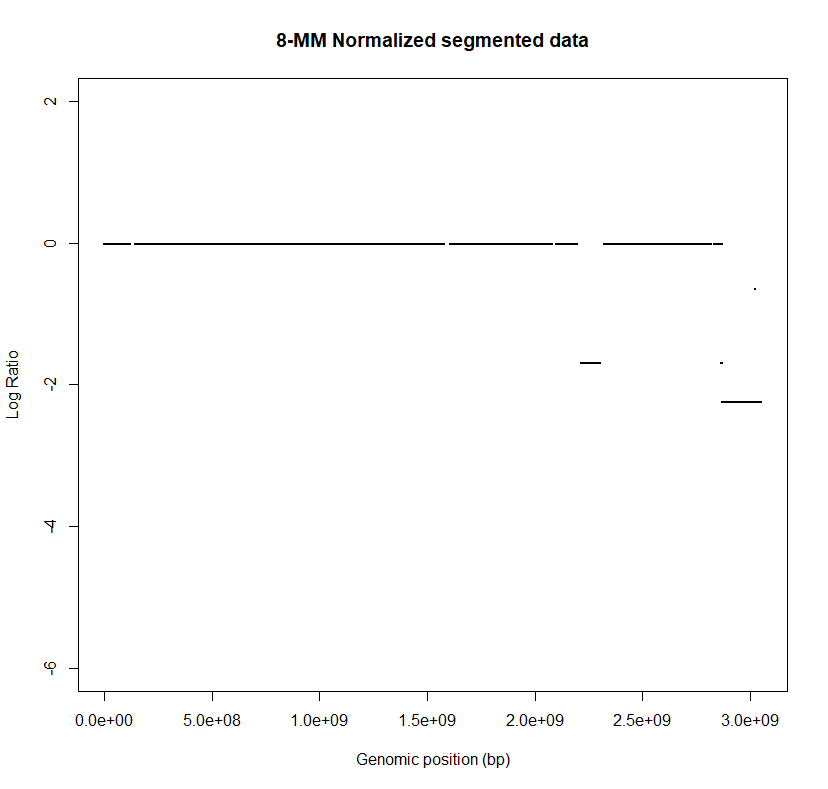 8-MM Normalized segmented data
2
0
-2
-4
-6
Log Ratio
0.0e+00 5.0e+08 1.0e+09 1.5e+09 2.0e+09 2.5e+09 3.0e+09
Genomic position (bp)